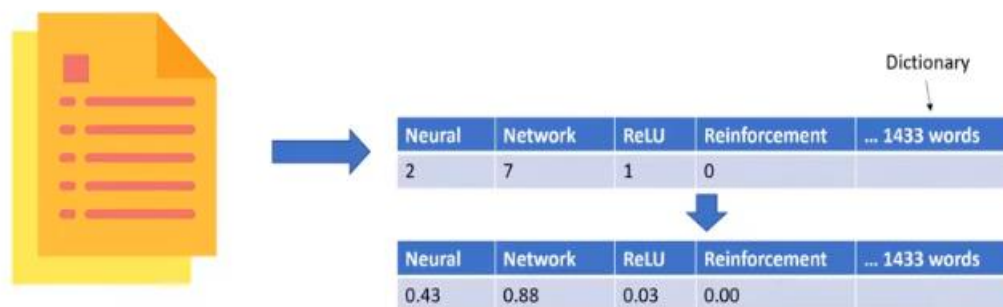 Dictionary
Neural Network ReLU Reinforcement ... 1433 words
2 7 1 0
Neural Network ReLU Reinforcement ... 1433 words
0.43 0.88 0.03 0.00